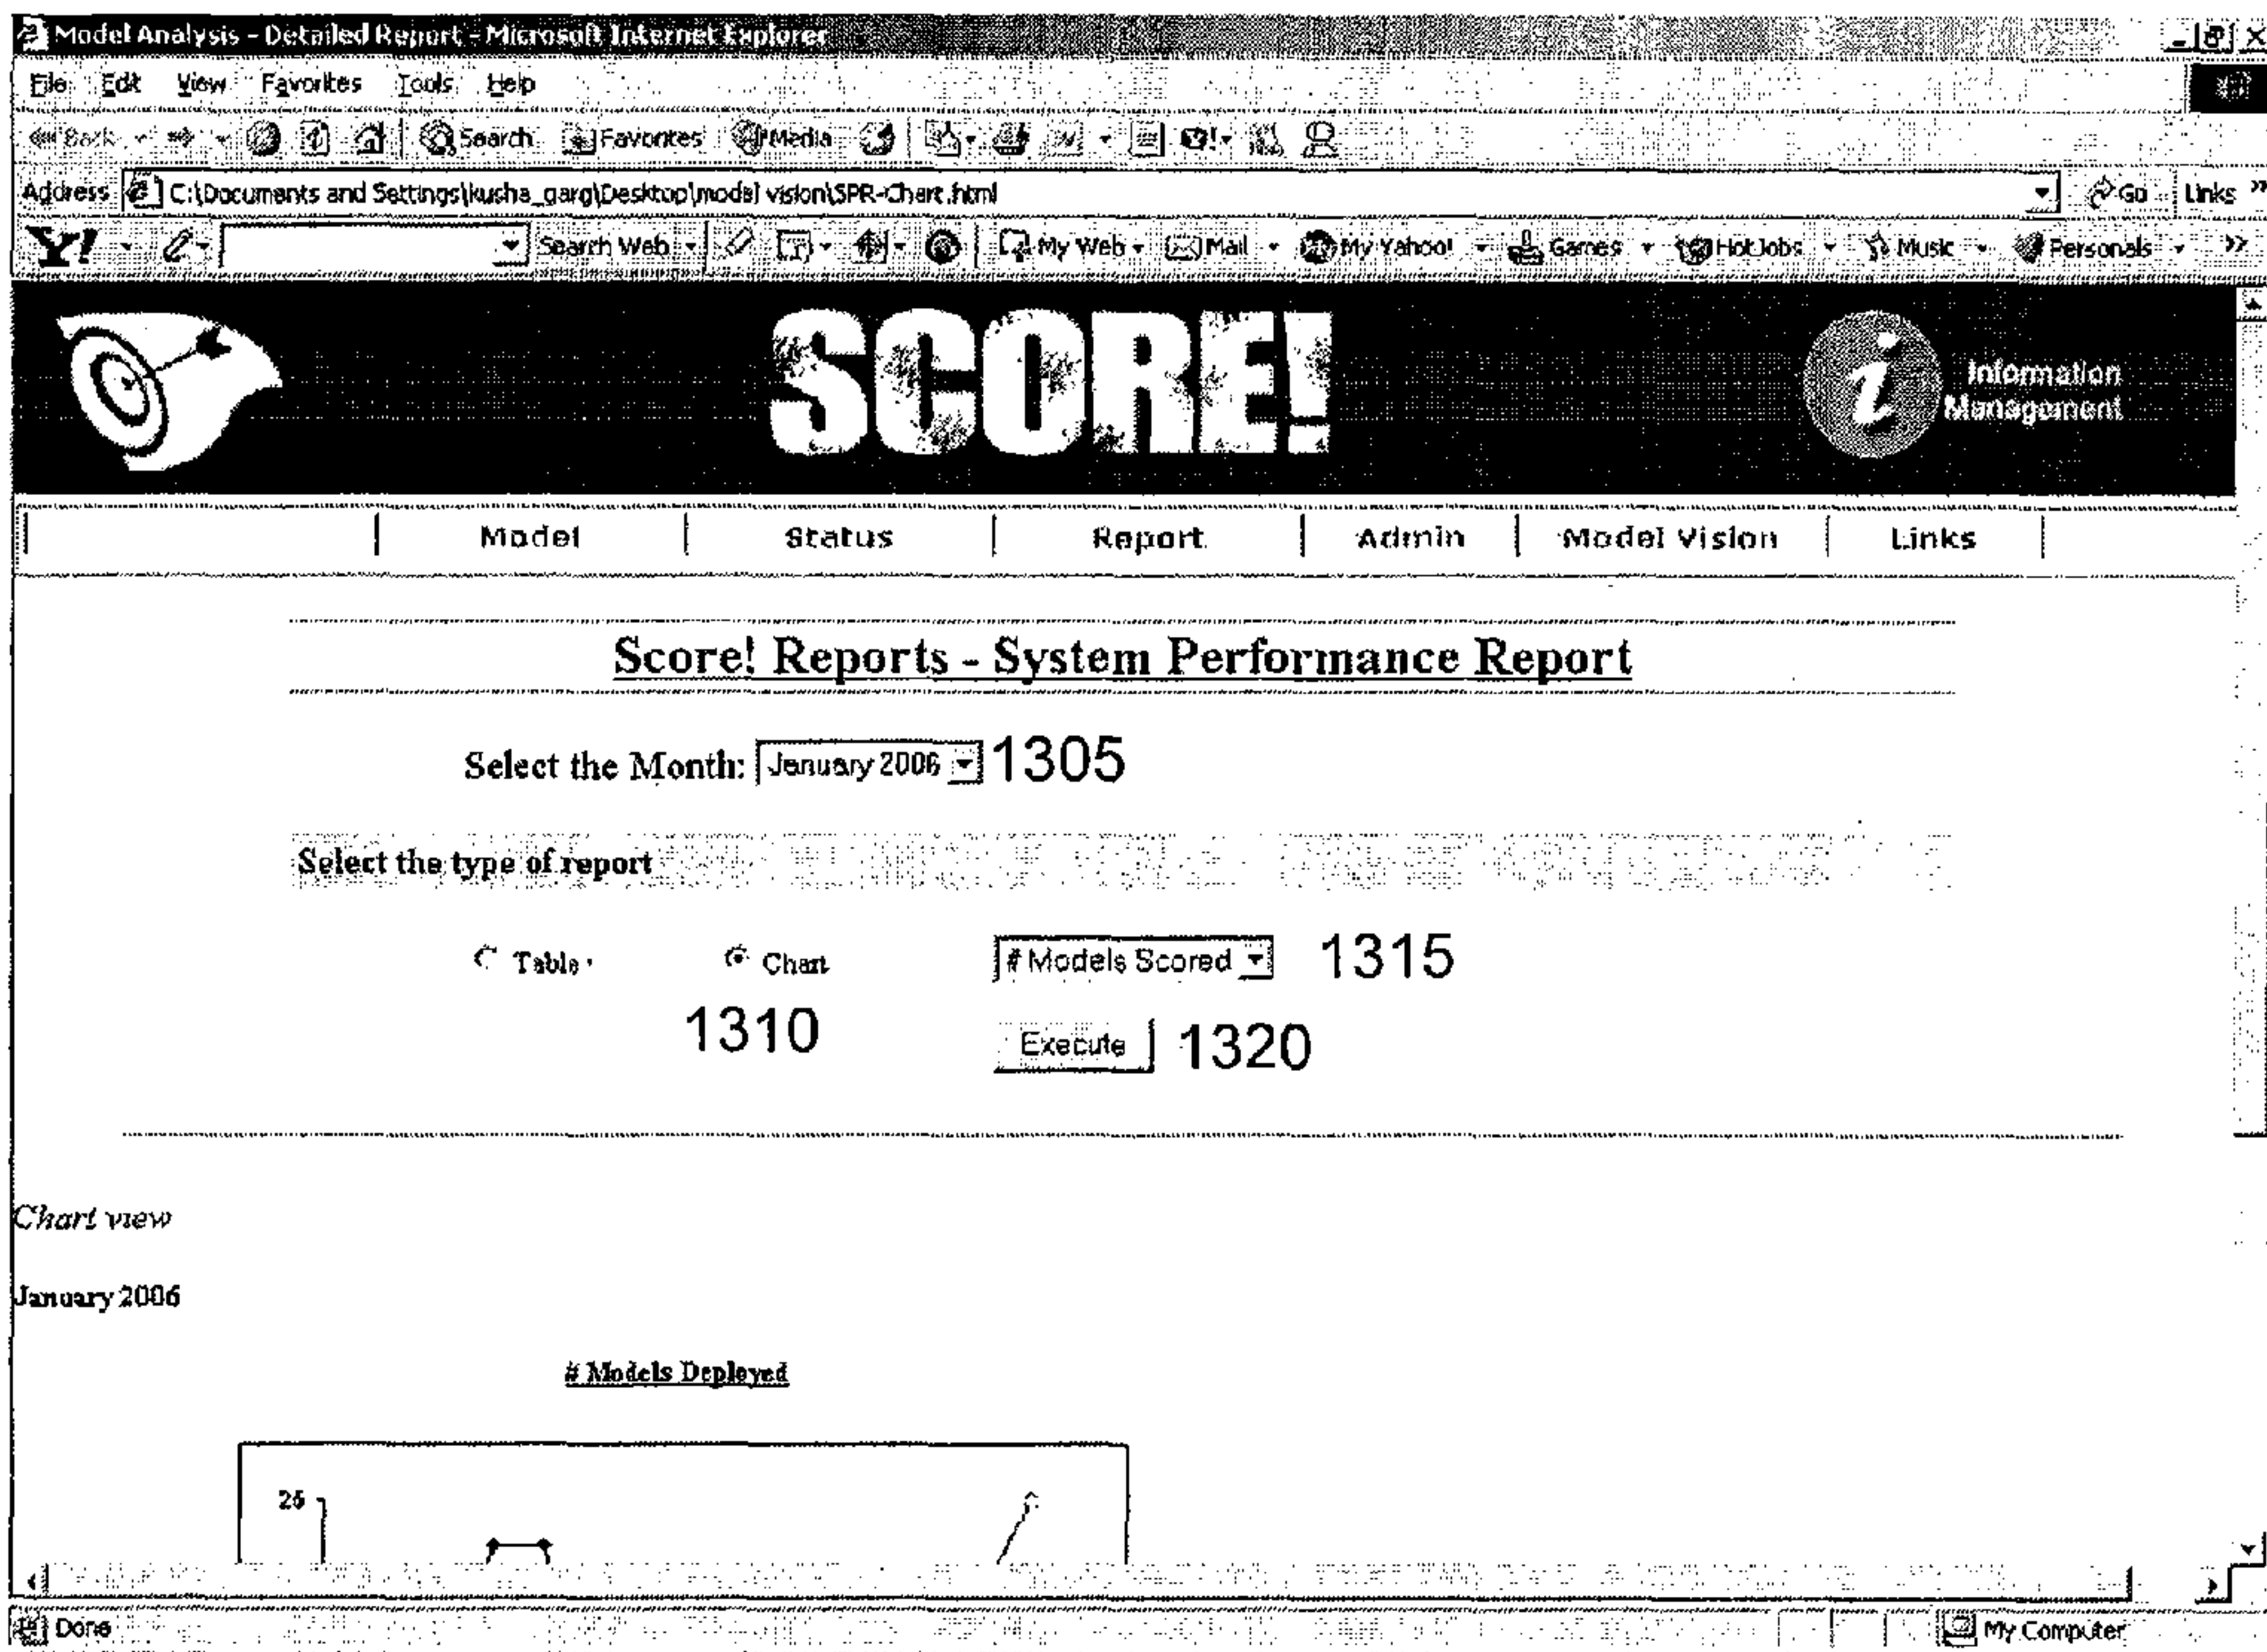 Model Analysis - Detailed Report - Microsoft Internet Explorer
File Edit View Favorites Tools Help
Back Search Favorites Media
Address C:\Documents and Settings\kusha_garg\Desktop\model vision\SPR-Chart.html Go Links »
Y! Search Web My Web Mail My Yahoo! Games HotJobs Music Personals »
SCORE!
i Information
Management
Model Status Report Admin Model Vision Links
Score! Reports - System Performance Report
Select the Month: January 2006 1305
Select the type of report
Table Chart # Models Scored 1315
1310 Execute 1320
Chart view
January 2006
# Models Deployed
25
Done My Computer